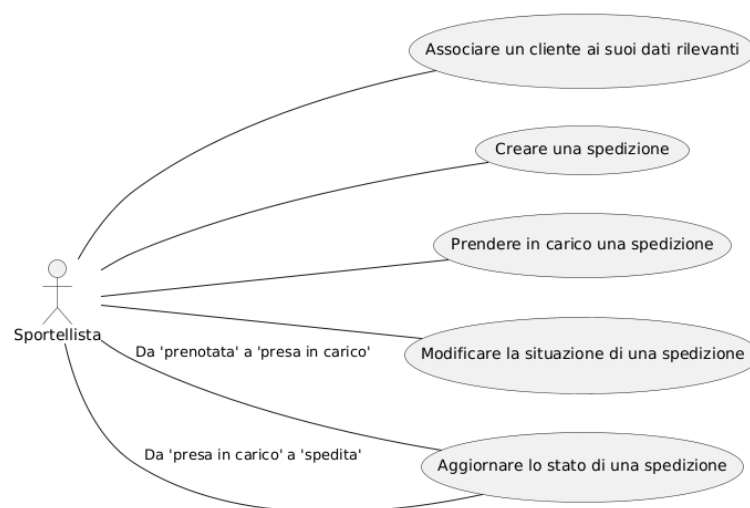 Associare un cliente ai suoi dati rilevanti
Creare una spedizione
Prendere in carico una spedizione
Sportellista
Modificare la situazione di una spedizione
Da 'prenotata' a 'presa in carico'
Da 'presa in carico' a 'spedita'
Aggiornare lo stato di una spedizione